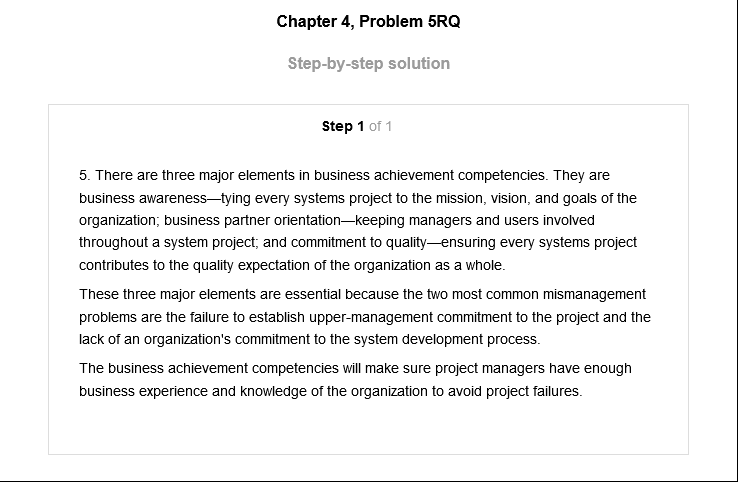 Chapter 4, Problem 5RQ
Step-by-step solution
Step 1 of 1
5. There are three major elements in business achievement competencies. They are
business awareness—tying every systems project to the mission, vision, and goals of the
organization; business partner orientation—keeping managers and users involved
throughout a system project; and commitment to quality—ensuring every systems project
contributes to the quality expectation of the organization as a whole.
These three major elements are essential because the two most common mismanagement
problems are the failure to establish upper-management commitment to the project and the
lack of an organization's commitment to the system development process.
The business achievement competencies will make sure project managers have enough
business experience and knowledge of the organization to avoid project failures.